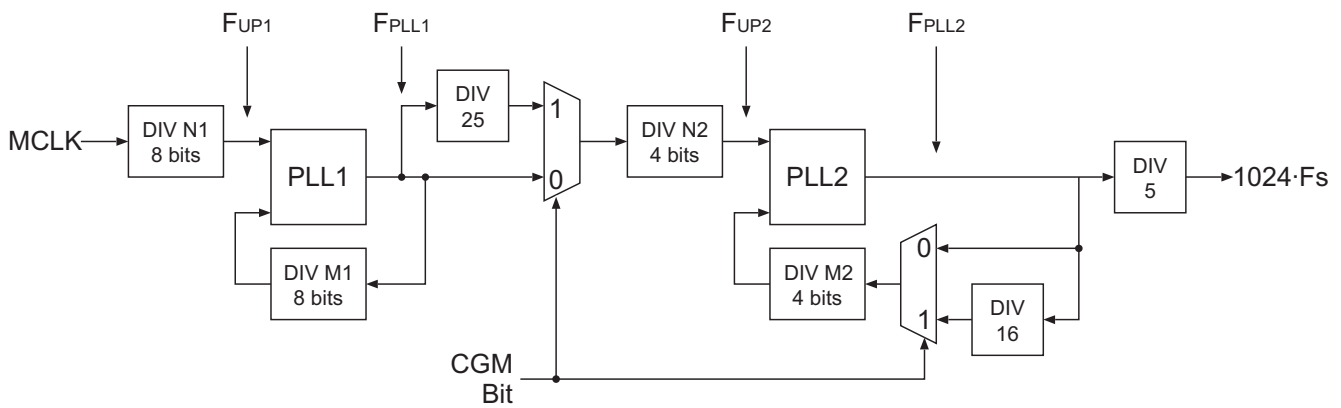 FUP1
FPLL1
FUP2
FPLL2
MCLK
DIV N1
8 bits
PLL1
DIV
25
1
0
DIV N2
4 bits
PLL2
DIV
5
1024·Fs
DIV M1
8 bits
DIV M2
4 bits
0
1
DIV
16
CGM
Bit